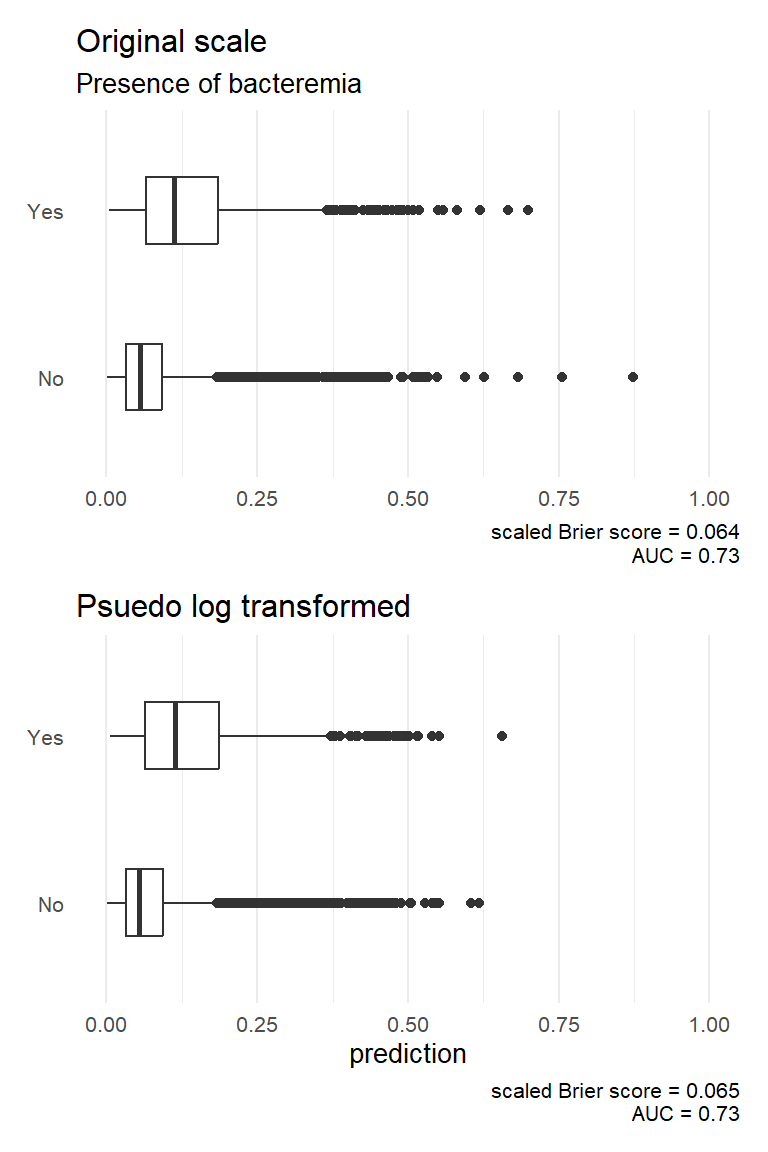 Original scale
Presence of bacteremia
Yes
No
0.00 0.25 0.50 0.75 1.00
scaled Brier score = 0.064
AUC = 0.73
Psuedo log transformed
Yes
No
0.00 0.25 0.50 0.75 1.00
prediction
scaled Brier score = 0.065
AUC = 0.73